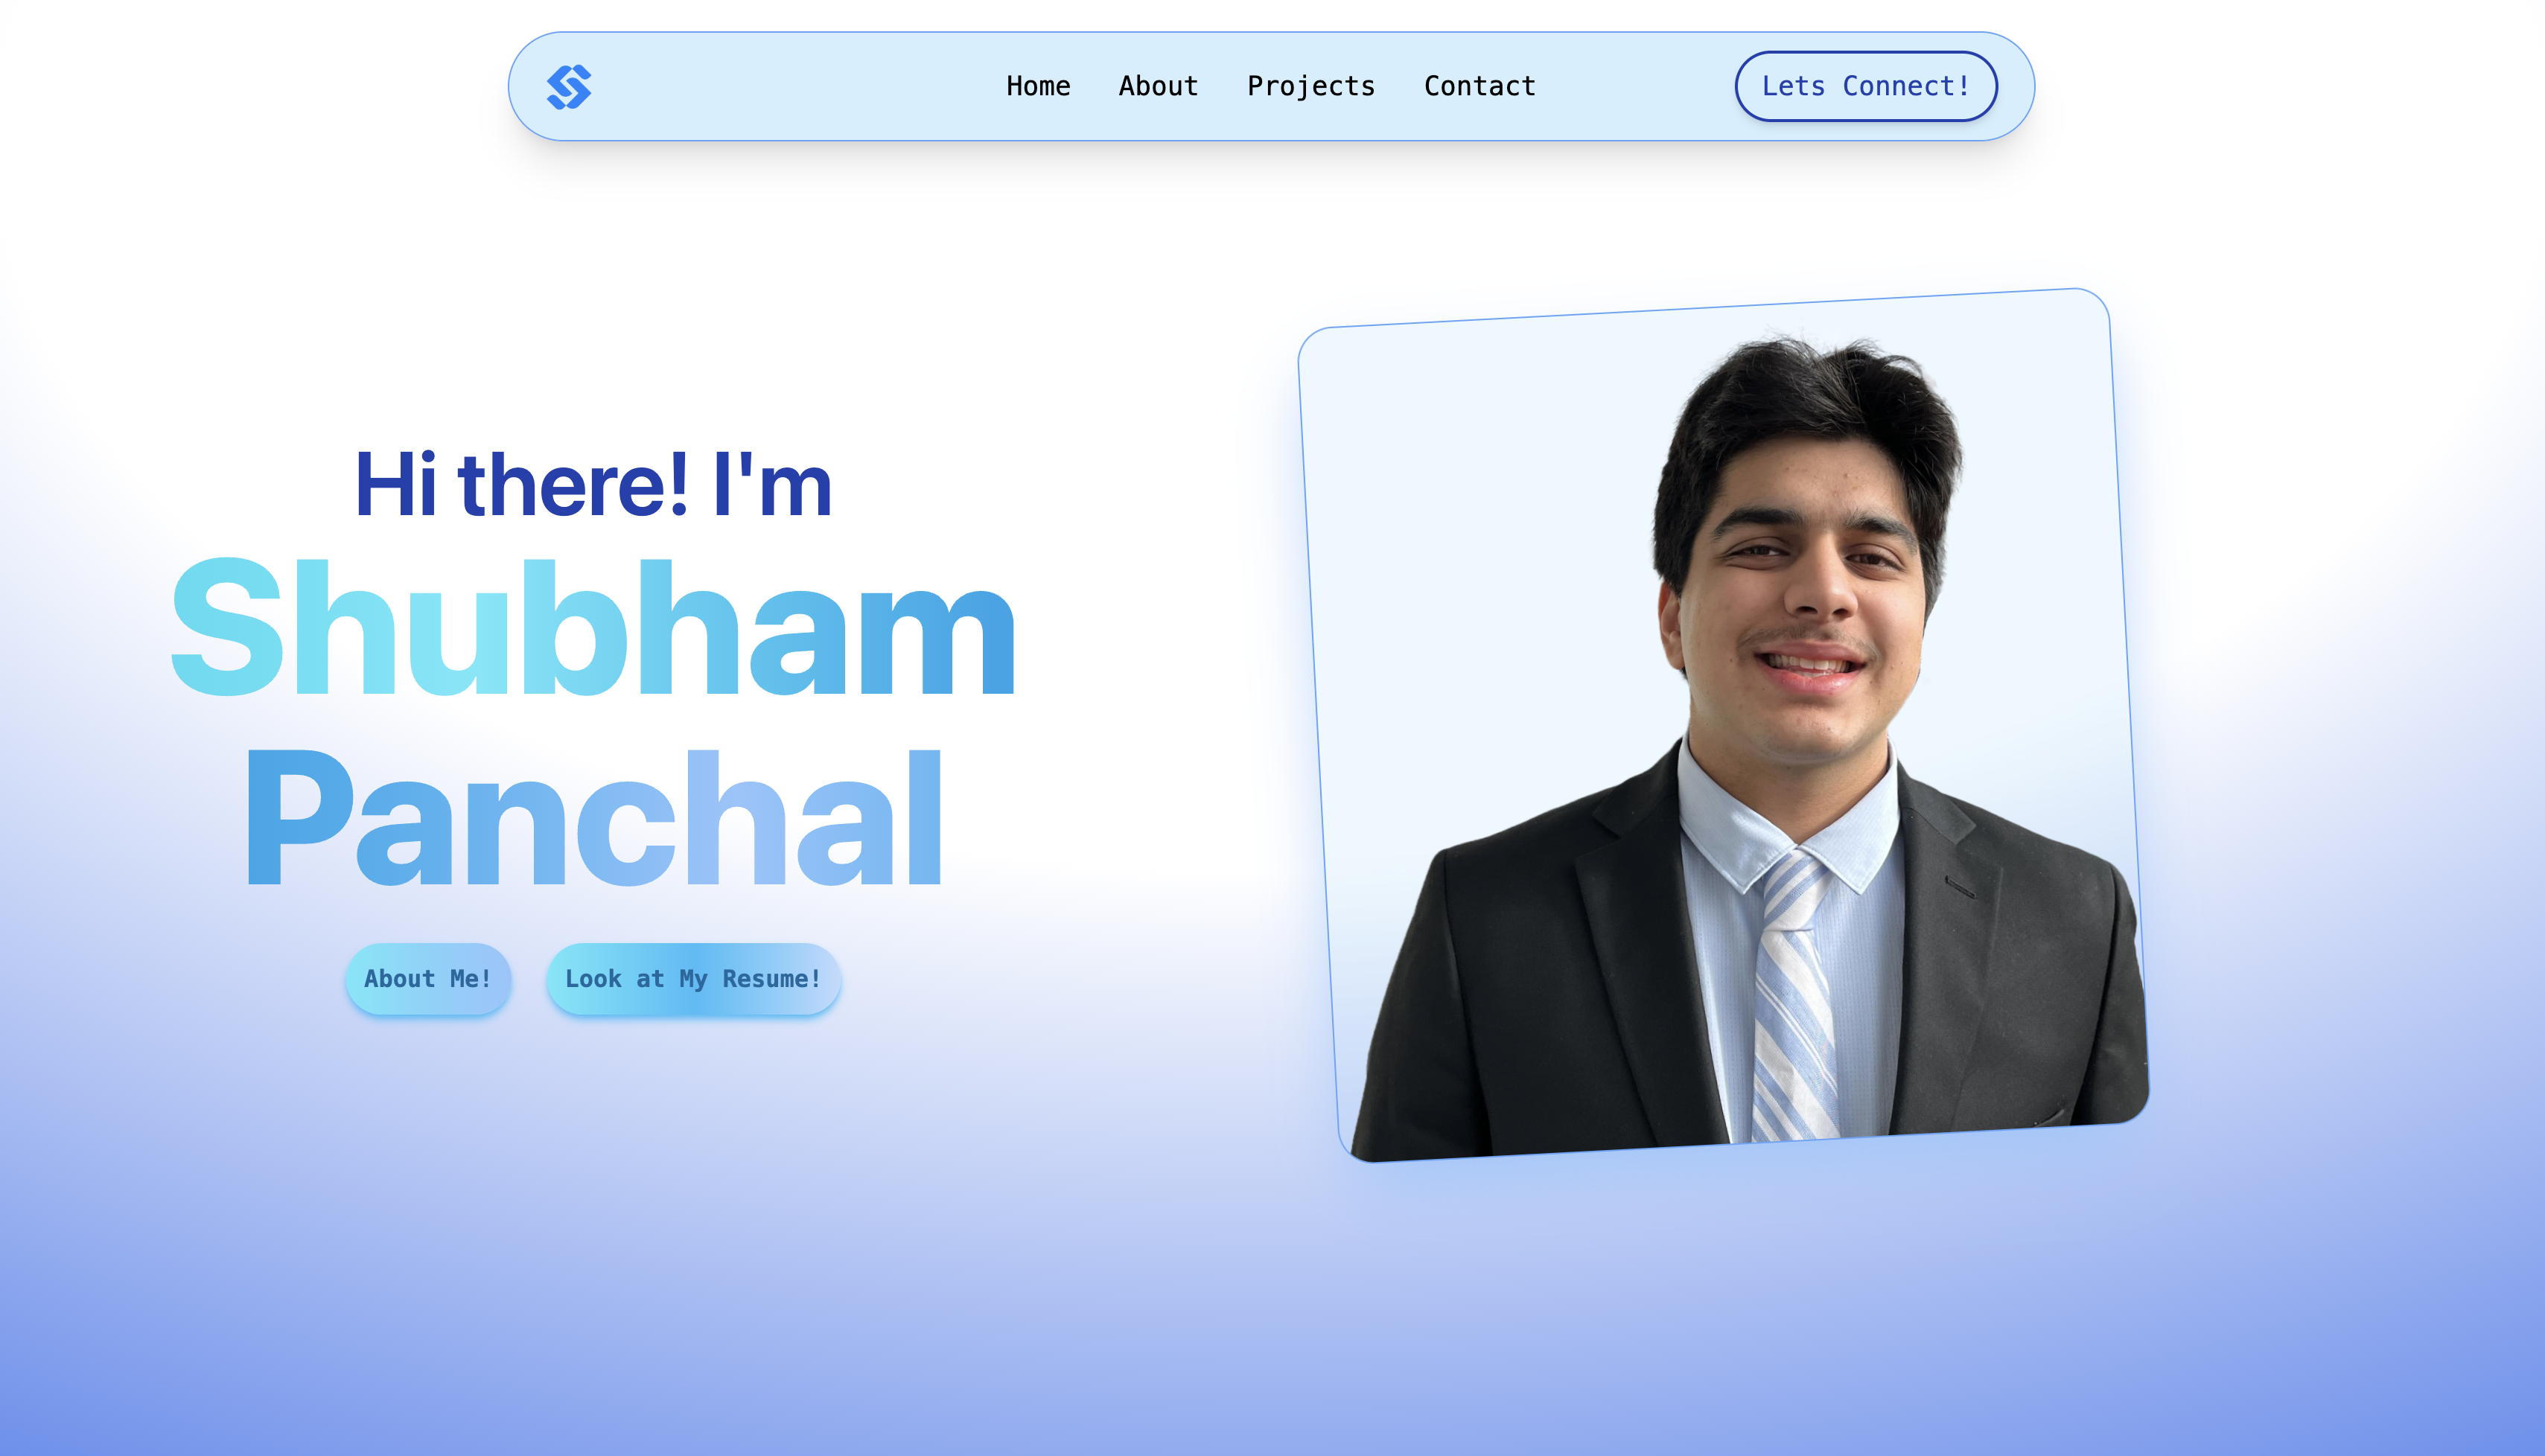 Home About Projects Contact Lets Connect!
Hi there! I'm
Shubham
Panchal
About Me! Look at My Resume!